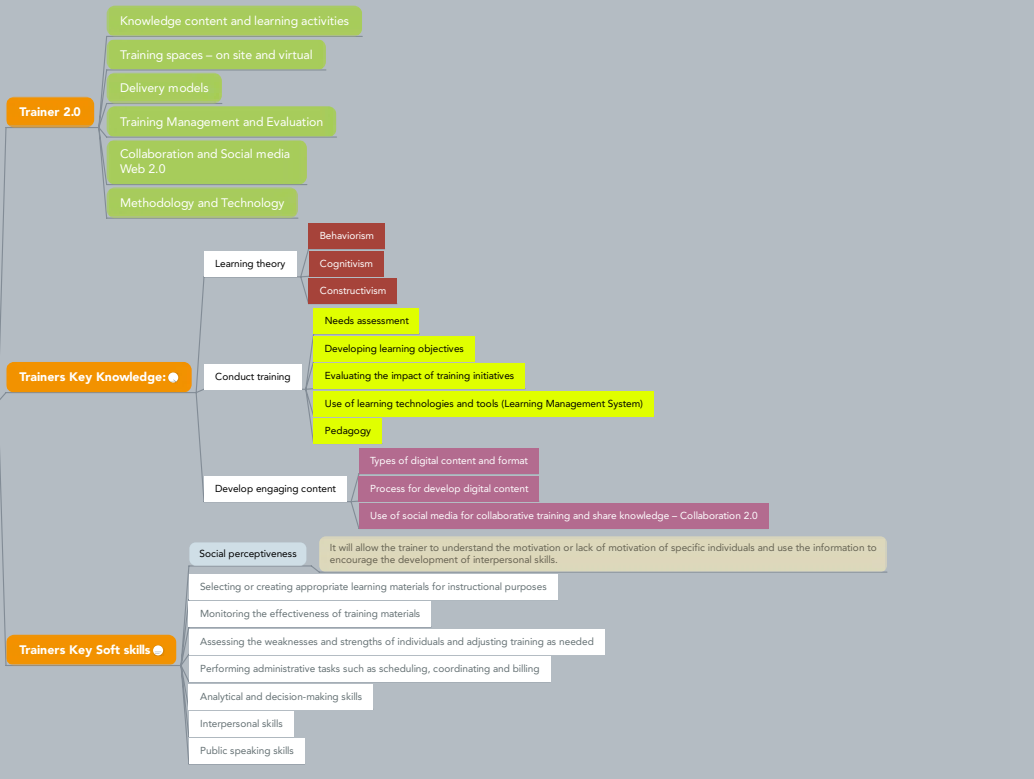 Trainer 2.0
Knowledge content and learning activities
Training spaces – on site and virtual
Delivery models
Training Management and Evaluation
Collaboration and Social media
Web 2.0
Methodology and Technology
Trainers Key Knowledge:
Learning theory
Behaviorism
Cognitivism
Constructivism
Conduct training
Needs assessment
Developing learning objectives
Evaluating the impact of training initiatives
Use of learning technologies and tools (Learning Management System)
Pedagogy
Develop engaging content
Types of digital content and format
Process for develop digital content
Use of social media for collaborative training and share knowledge – Collaboration 2.0
Trainers Key Soft skills
Social perceptiveness
It will allow the trainer to understand the motivation or lack of motivation of specific individuals and use the information to
encourage the development of interpersonal skills.
Selecting or creating appropriate learning materials for instructional purposes
Monitoring the effectiveness of training materials
Assessing the weaknesses and strengths of individuals and adjusting training as needed
Performing administrative tasks such as scheduling, coordinating and billing
Analytical and decision-making skills
Interpersonal skills
Public speaking skills